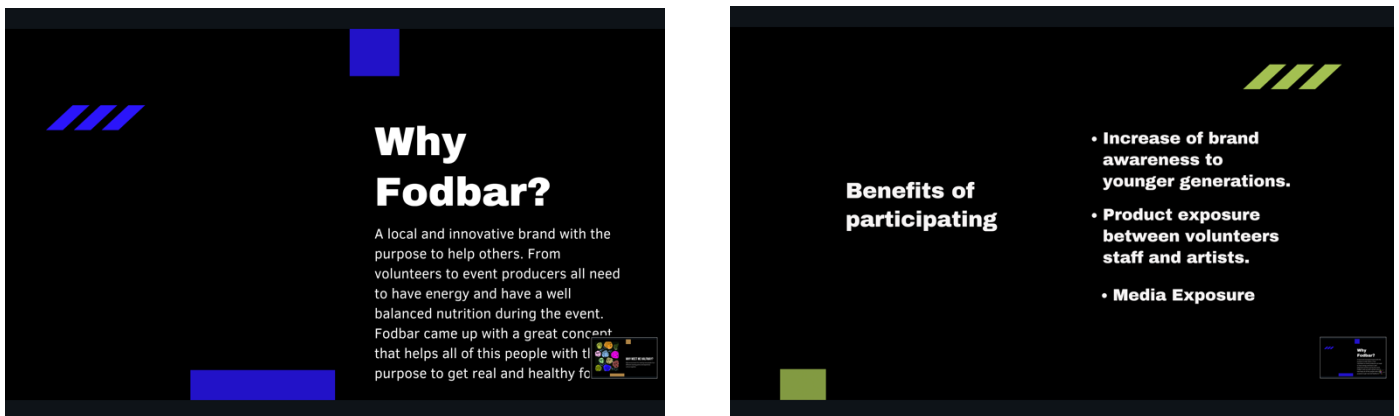 Why
Fodbar?
A local and innovative brand with the
purpose to help others. From
volunteers to event producers all need
to have energy and have a well
balanced nutrition during the event.
Fodbar came up with a great concept
that helps all of this people with
purpose to get real and healthy
Benefits of
participating
• Increase of brand
awareness to
younger generations.
• Product exposure
between volunteers
staff and artists.
• Media Exposure
Why
Fodbar?